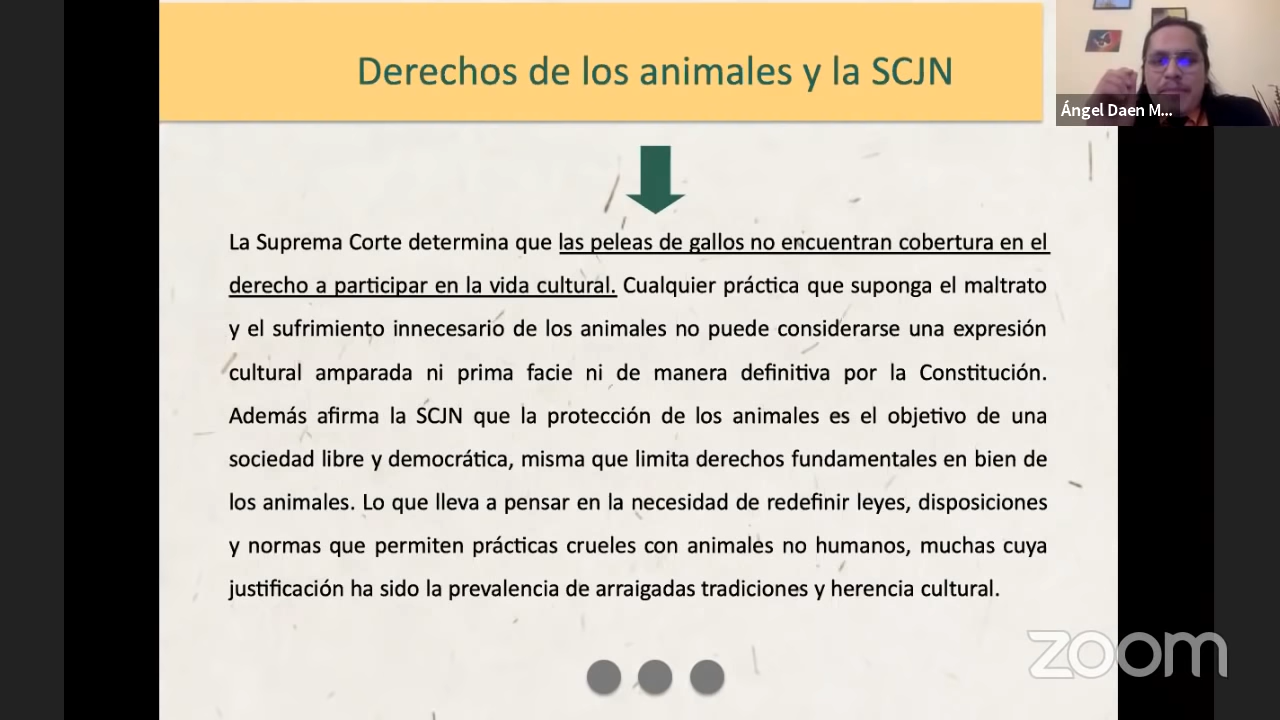 Derechos de los animales y la SCJN
Ángel Daen M...
La Suprema Corte determina que las peleas de gallos no encuentran cobertura en el
derecho a participar en la vida cultural. Cualquier práctica que suponga el maltrato
y el sufrimiento innecesario de los animales no puede considerarse una expresión
cultural amparada ni prima facie ni de manera definitiva por la Constitución.
Además afirma la SCJN que la protección de los animales es el objetivo de una
sociedad libre y democrática, misma que limita derechos fundamentales en bien de
los animales. Lo que lleva a pensar en la necesidad de redefinir leyes, disposiciones
y normas que permiten prácticas crueles con animales no humanos, muchas cuya
justificación ha sido la prevalencia de arraigadas tradiciones y herencia cultural.
zoom